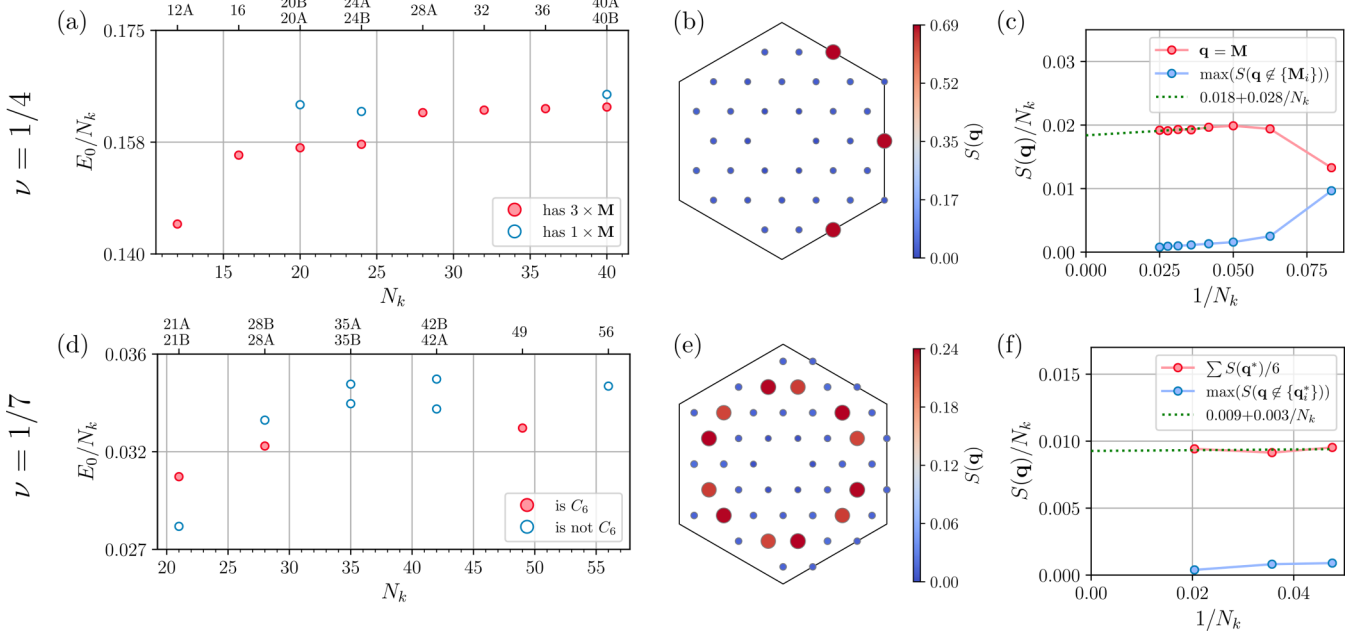 ν = 1/4
(a)
12A 16 20B 24A 28A 32 36 40A
20A 24B 40B
0.175
0.158
0.140
E₀/Nₖ
has 3 × M
has 1 × M
15 20 25 30 35 40
Nₖ
(b)
0.69
0.52
0.35
0.17
0.00
S(q)
(c)
0.03
0.02
0.01
0.00
S(q)/Nₖ
q = M
max(S(q ∉ {Mᵢ}))
0.018+0.028/Nₖ
0.000 0.025 0.050 0.075
1/Nₖ
ν = 1/7
(d)
21A 28B 35A 42B 49 56
21B 28A 35B 42A
0.036
0.032
0.027
E₀/Nₖ
is C₆
is not C₆
20 25 30 35 40 45 50 55
Nₖ
(e)
0.24
0.18
0.12
0.06
0.00
S(q)
(f)
0.015
0.010
0.005
0.000
S(q)/Nₖ
∑ S(q*)/6
max(S(q ∉ {qᵢ*}))
0.009+0.003/Nₖ
0.00 0.02 0.04
1/Nₖ